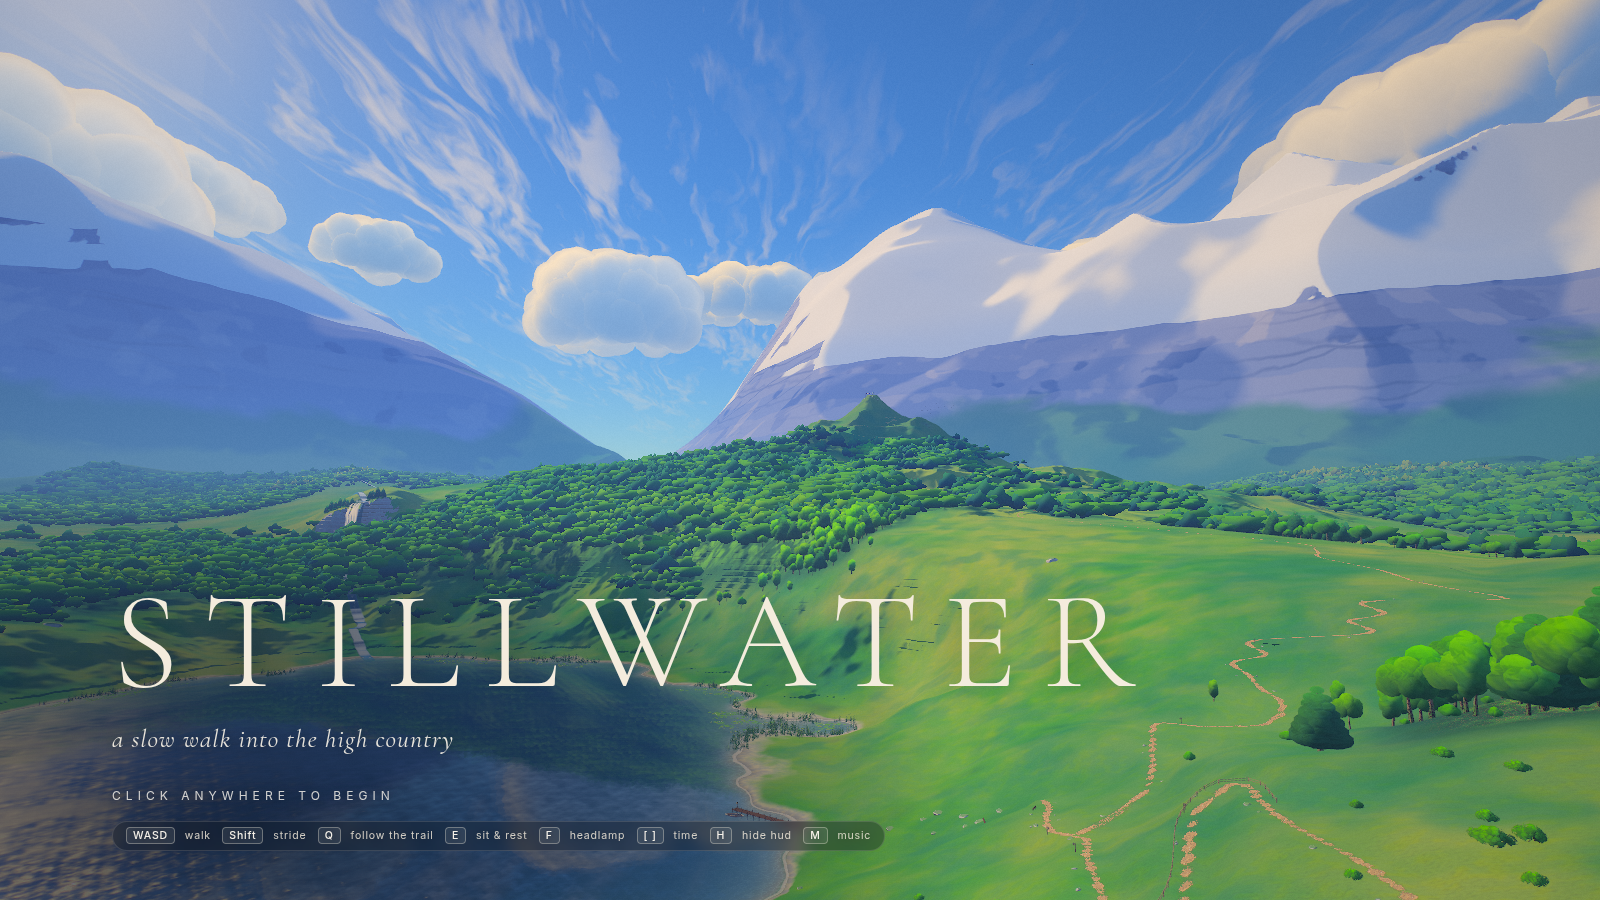 STILLWATER
a slow walk into the high country
CLICK ANYWHERE TO BEGIN
WASD walk Shift stride Q follow the trail E sit & rest F headlamp [ ] time H hide hud M music